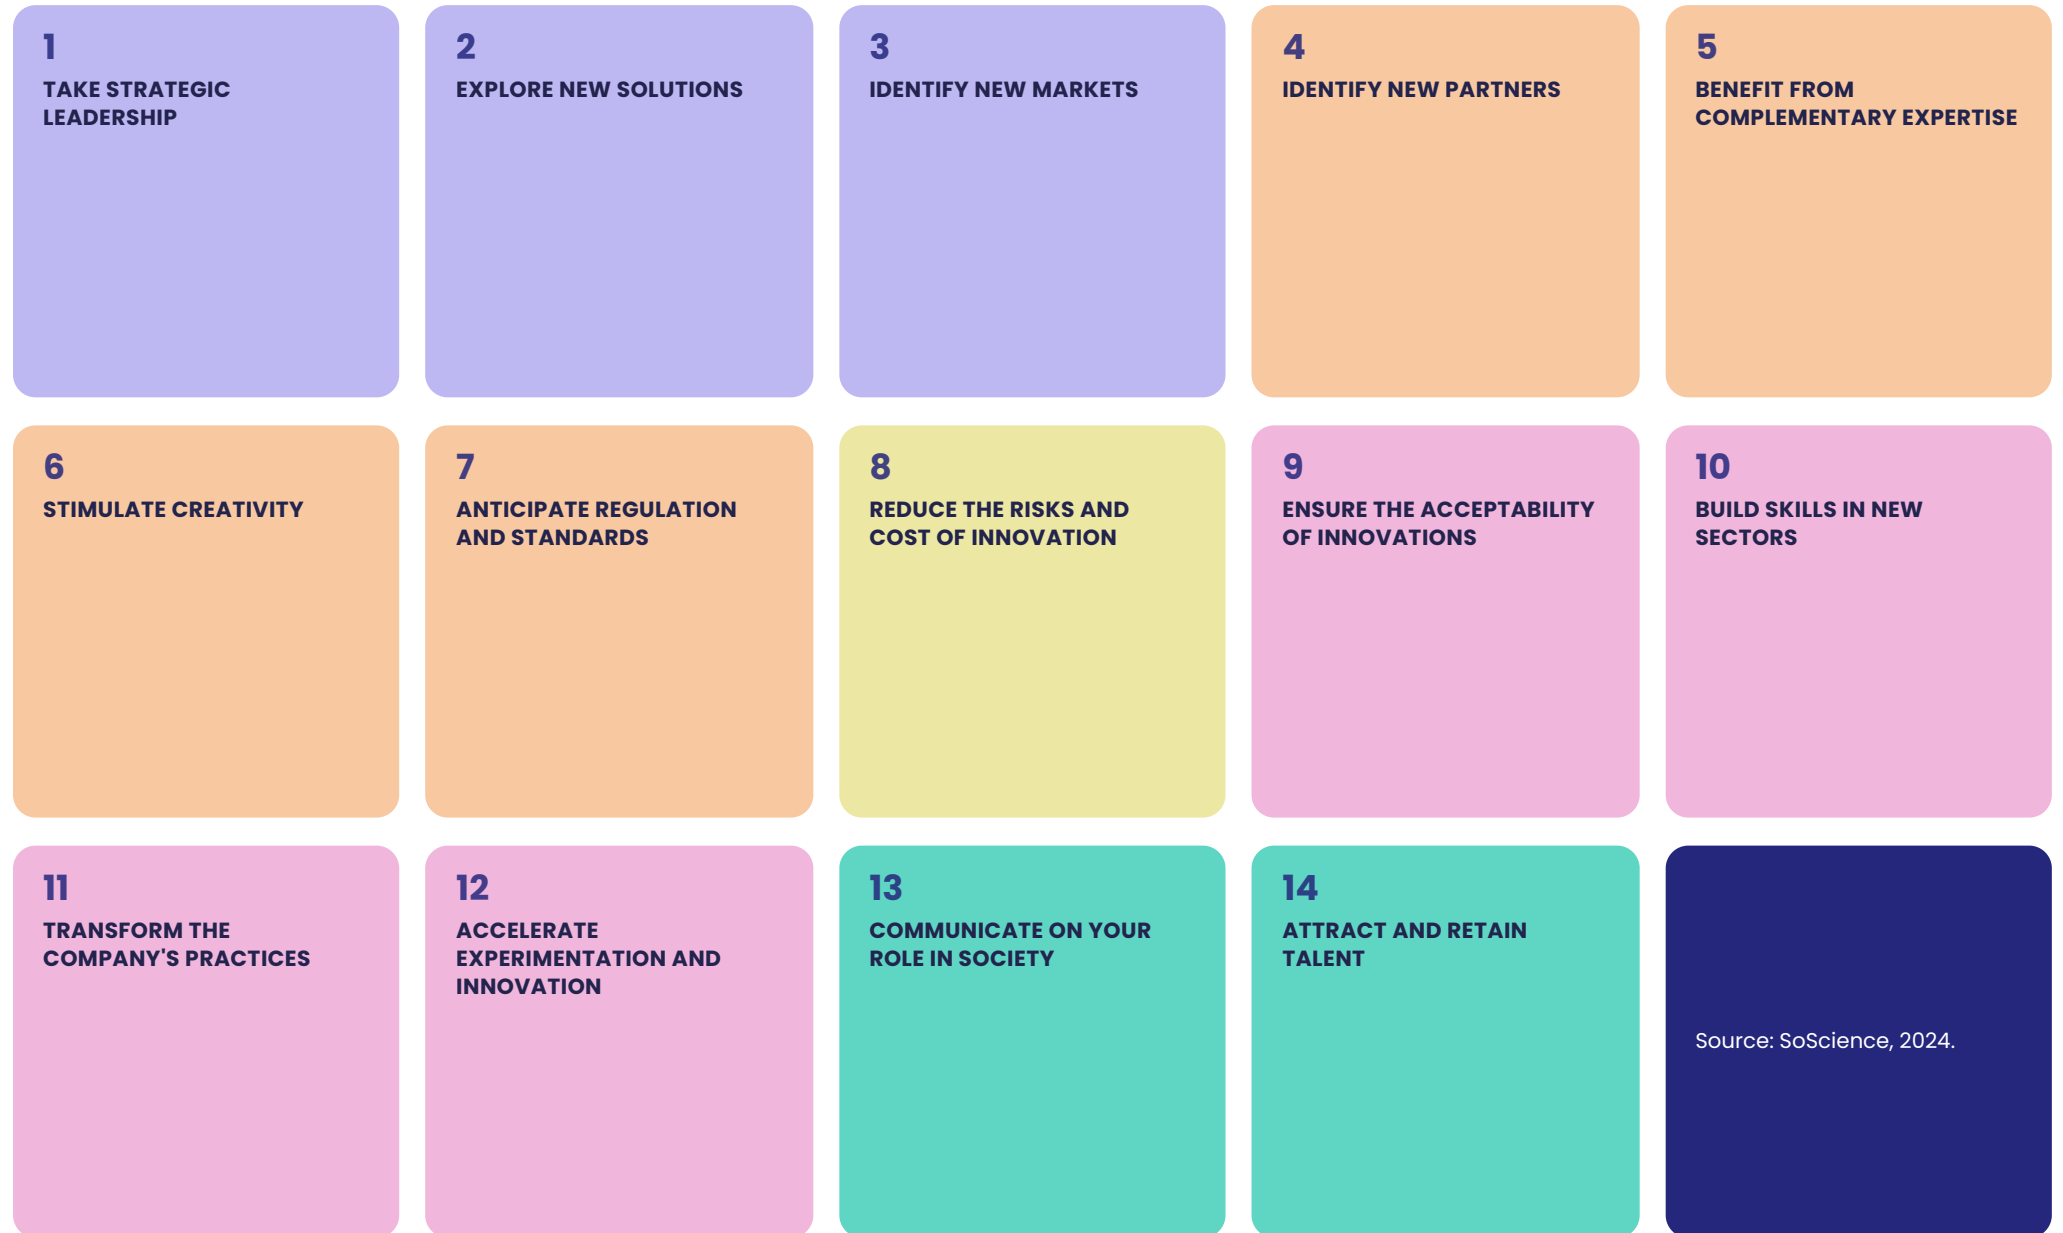 1
TAKE STRATEGIC
LEADERSHIP
2
EXPLORE NEW SOLUTIONS
3
IDENTIFY NEW MARKETS
4
IDENTIFY NEW PARTNERS
5
BENEFIT FROM
COMPLEMENTARY EXPERTISE
6
STIMULATE CREATIVITY
7
ANTICIPATE REGULATION
AND STANDARDS
8
REDUCE THE RISKS AND
COST OF INNOVATION
9
ENSURE THE ACCEPTABILITY
OF INNOVATIONS
10
BUILD SKILLS IN NEW
SECTORS
11
TRANSFORM THE
COMPANY'S PRACTICES
12
ACCELERATE
EXPERIMENTATION AND
INNOVATION
13
COMMUNICATE ON YOUR
ROLE IN SOCIETY
14
ATTRACT AND RETAIN
TALENT
Source: SoScience, 2024.